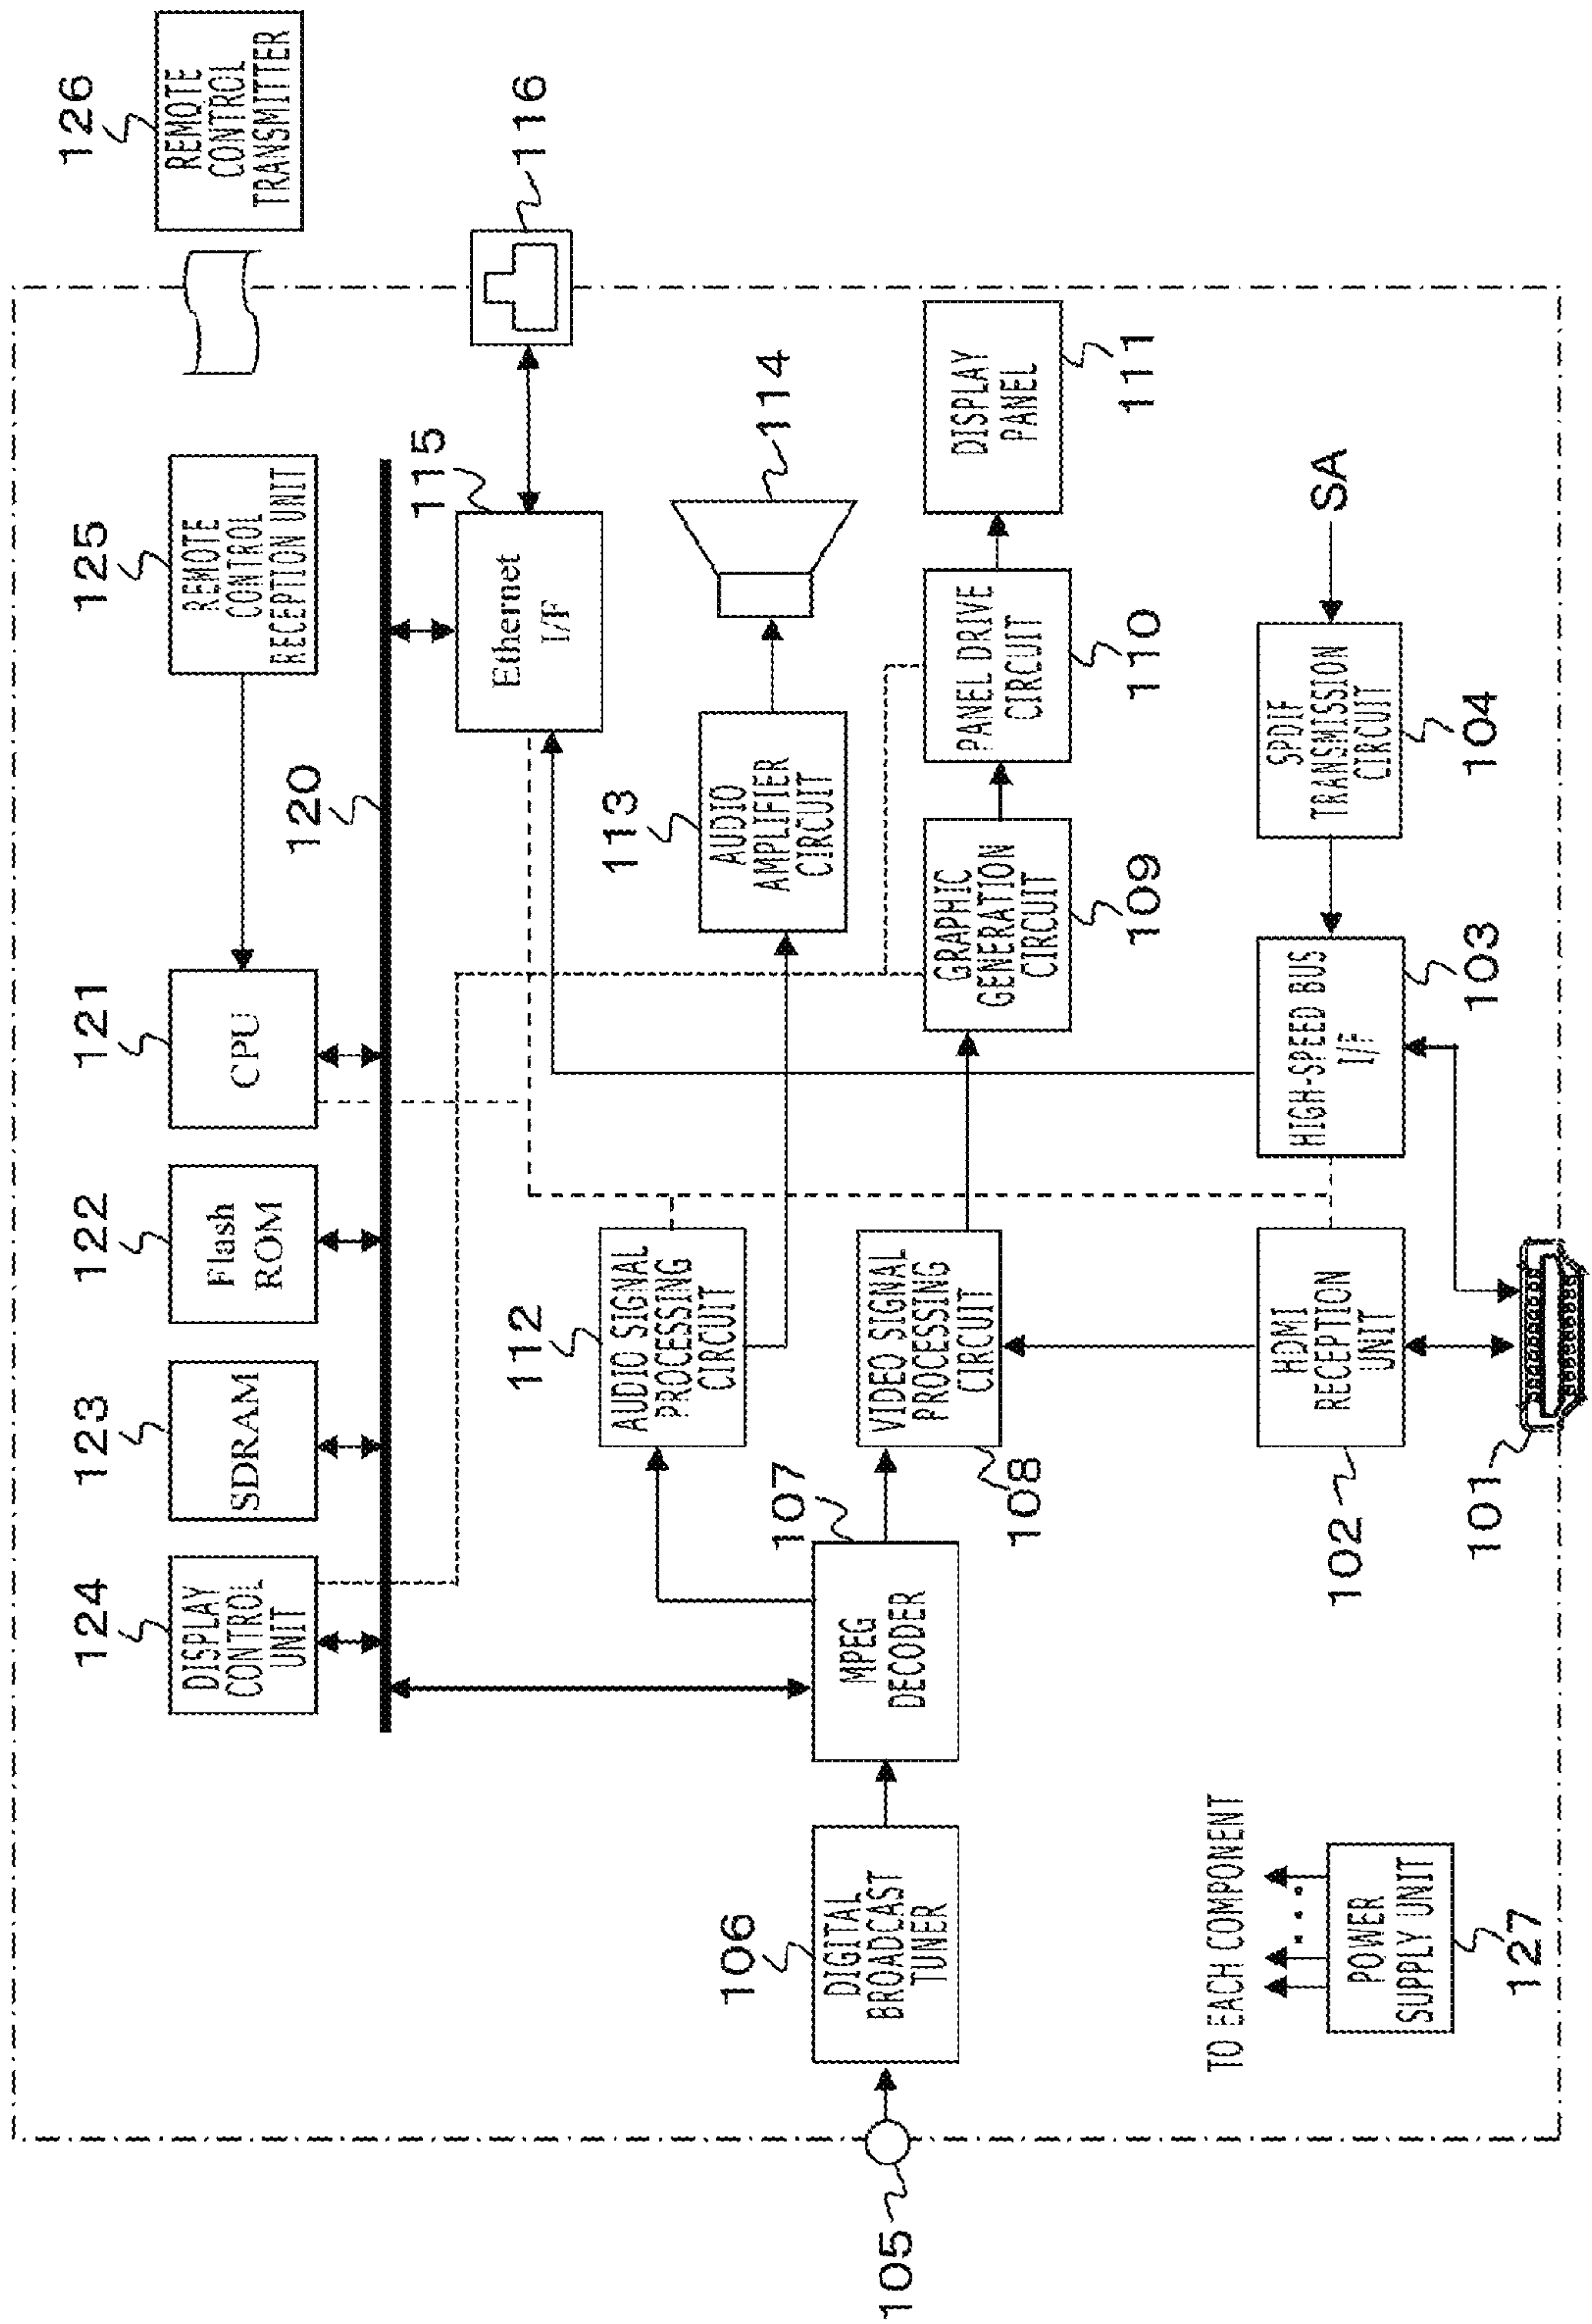 124
DISPLAY
CONTROL
UNIT
123
SDRAM
122
Flash
ROM
121
CPU
125
REMOTE
CONTROL
RECEPTION UNIT
126
REMOTE
CONTROL
TRANSMITTER
120
115
Ethernet
I/F
116
112
AUDIO SIGNAL
PROCESSING
CIRCUIT
113
AUDIO
AMPLIFIER
CIRCUIT
114
105
106
DIGITAL
BROADCAST
TUNER
107
MPEG
DECODER
VIDEO SIGNAL
PROCESSING
CIRCUIT
108
GRAPHIC
GENERATION
CIRCUIT
109
PANEL DRIVE
CIRCUIT
110
DISPLAY
PANEL
111
TO EACH COMPONENT
POWER
SUPPLY UNIT
127
HDMI
RECEPTION
UNIT
102
HIGH-SPEED BUS
I/F
103
SPDIF
TRANSMISSION
CIRCUIT
104
SA
101